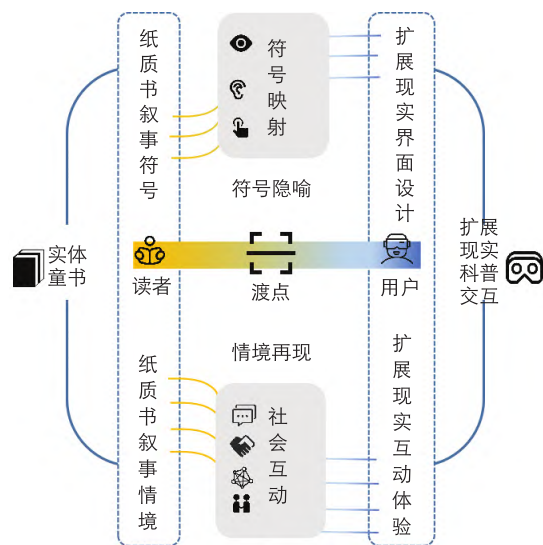 纸质书叙事符号
符号映射
扩展现实界面设计
符号隐喻
实体
童书
读者
渡点
用户
扩展
现实
科普
交互
情境再现
纸质书叙事情境
社会互动
扩展现实互动体验